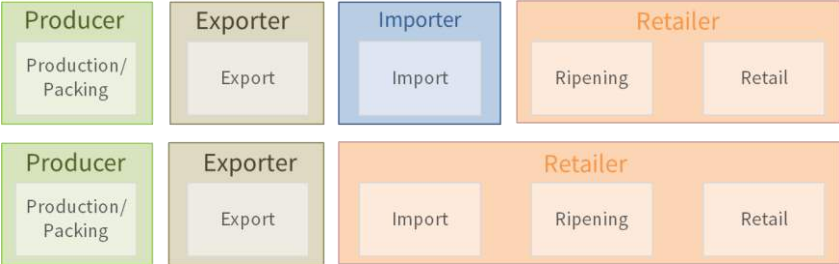 Producer Exporter Importer Retailer
Production/
Packing Export Import Ripening Retail
Producer Exporter Retailer
Production/
Packing Export Import Ripening Retail